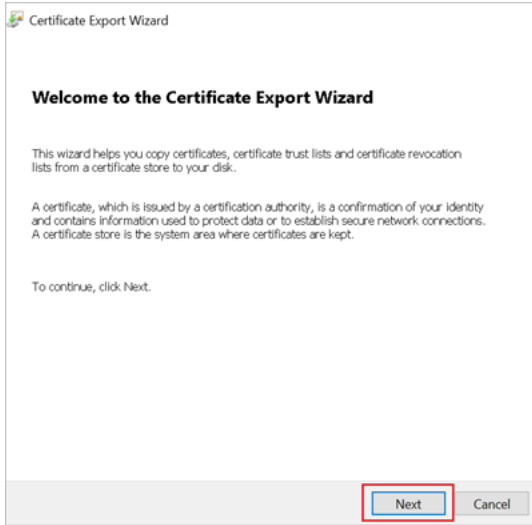 Certificate Export Wizard
Welcome to the Certificate Export Wizard
This wizard helps you copy certificates, certificate trust lists and certificate revocation
lists from a certificate store to your disk.
A certificate, which is issued by a certification authority, is a confirmation of your identity
and contains information used to protect data or to establish secure network connections.
A certificate store is the system area where certificates are kept.
To continue, click Next.
Next Cancel